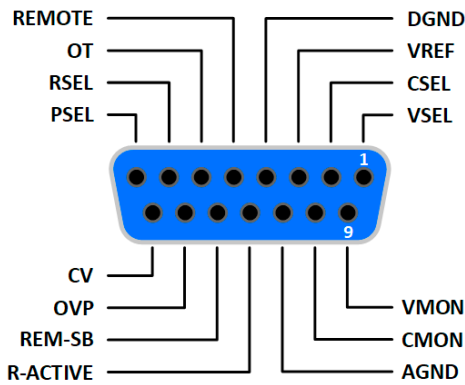 REMOTE
OT
RSEL
PSEL
DGND
VREF
CSEL
VSEL
1
9
CV
OVP
REM-SB
R-ACTIVE
VMON
CMON
AGND